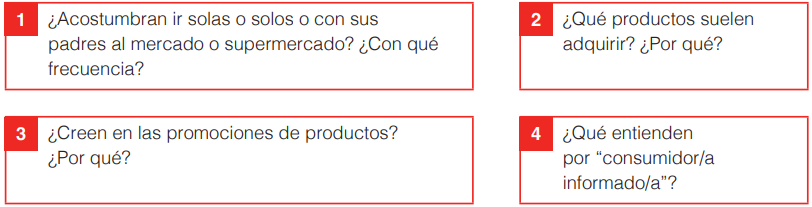 1 ¿Acostumbran ir solas o solos o con sus
padres al mercado o supermercado? ¿Con qué
frecuencia?
2 ¿Qué productos suelen
adquirir? ¿Por qué?
3 ¿Creen en las promociones de productos?
¿Por qué?
4 ¿Qué entienden
por “consumidor/a
informado/a”?